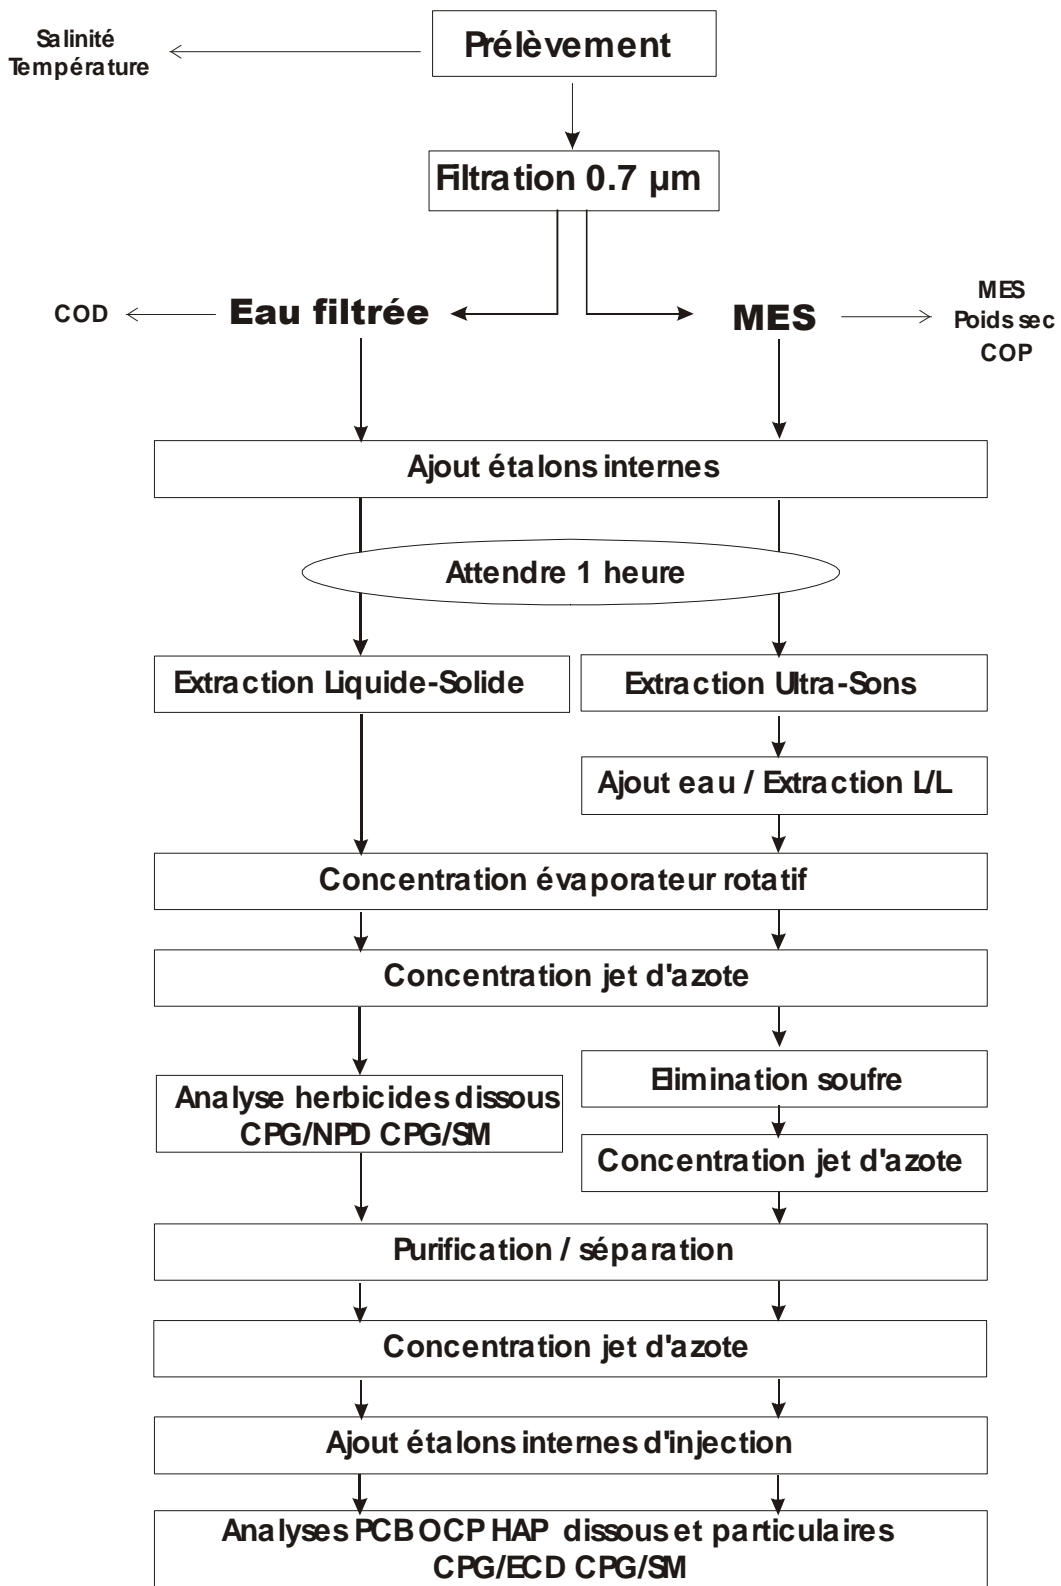 Salinité
Température
Prélèvement
Filtration 0.7 µm
COD
Eau filtrée
MES
MES
Poids sec
COP
Ajout étalons internes
Attendre 1 heure
Extraction Liquide-Solide
Extraction Ultra-Sons
Ajout eau / Extraction L/L
Concentration évaporateur rotatif
Concentration jet d'azote
Analyse herbicides dissous
CPG/NPD CPG/SM
Elimination soufre
Concentration jet d'azote
Purification / séparation
Concentration jet d'azote
Ajout étalons internes d'injection
Analyses PCB OCP HAP dissous et particulaires
CPG/ECD CPG/SM